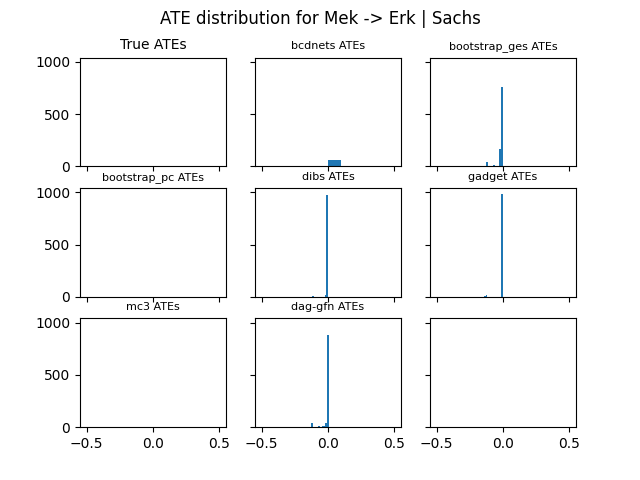 ATE distribution for Mek -> Erk | Sachs
True ATEs
bcdnets ATEs
bootstrap_ges ATEs
1000
500
0
bootstrap_pc ATEs
dibs ATEs
gadget ATEs
1000
500
0
mc3 ATEs
dag-gfn ATEs
1000
500
0
−0.5 0.0 0.5
−0.5 0.0 0.5
−0.5 0.0 0.5